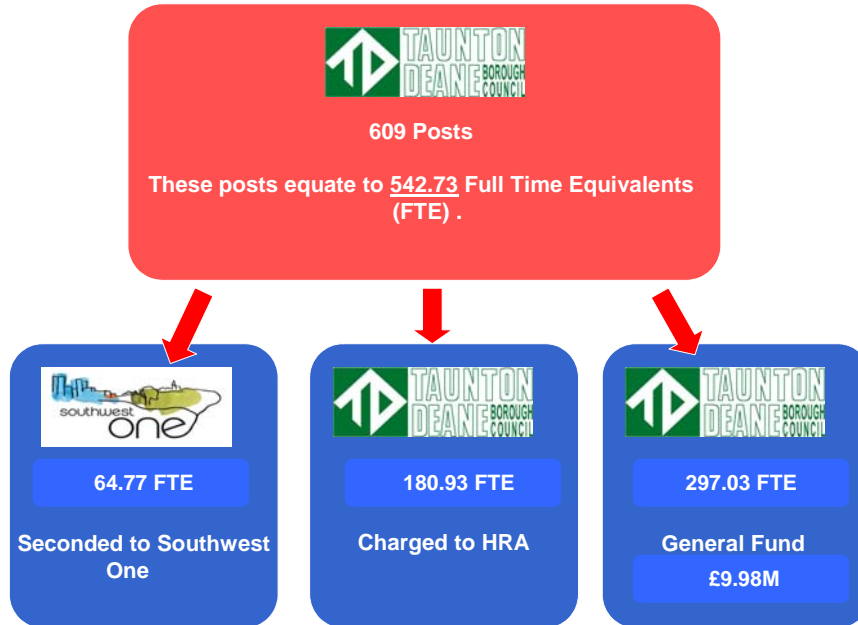 TAUNTON
DEANE BOROUGH COUNCIL
609 Posts
These posts equate to 542.73 Full Time Equivalents
(FTE) .
southwest
one
64.77 FTE
Seconded to Southwest
One
TAUNTON
DEANE BOROUGH COUNCIL
180.93 FTE
Charged to HRA
TAUNTON
DEANE BOROUGH COUNCIL
297.03 FTE
General Fund
£9.98M